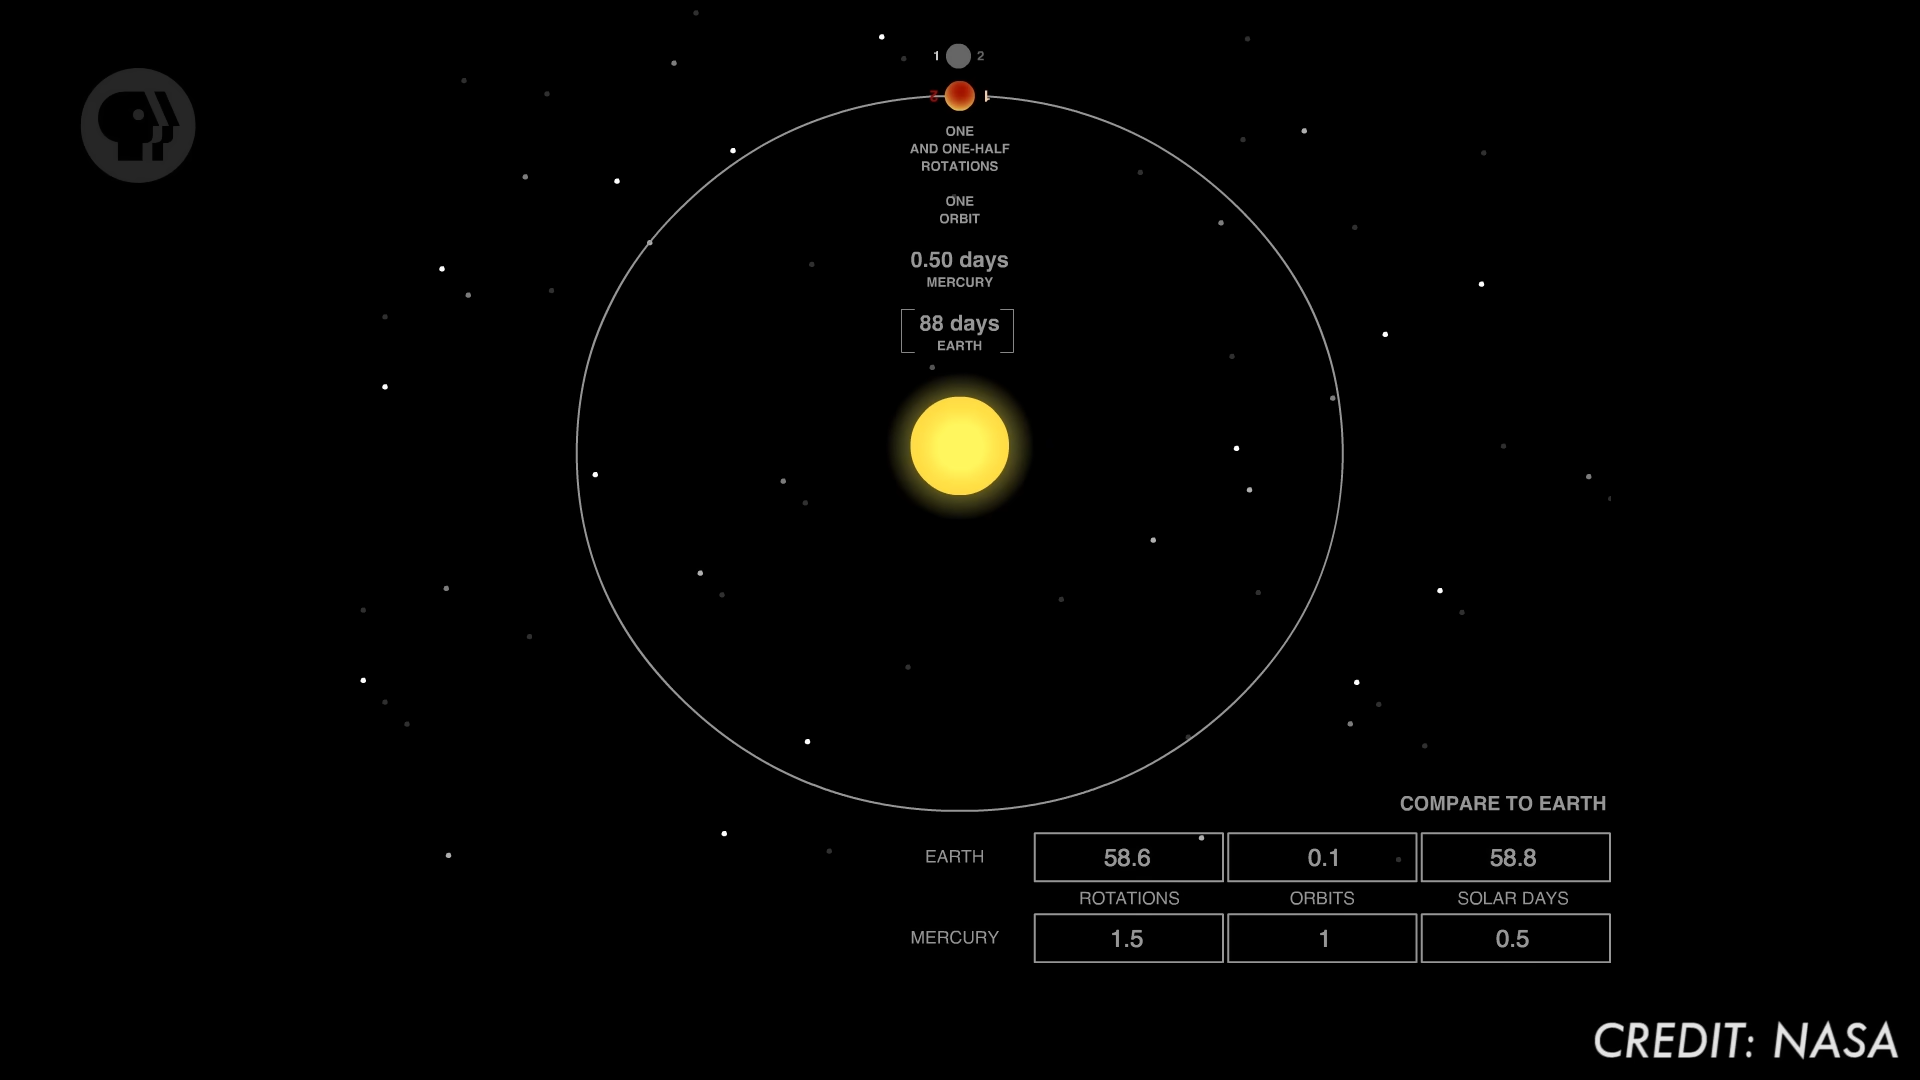 1 2
2 1
ONE
AND ONE-HALF
ROTATIONS
ONE
ORBIT
0.50 days
MERCURY
88 days
EARTH
COMPARE TO EARTH
EARTH 58.6 0.1 58.8
ROTATIONS ORBITS SOLAR DAYS
MERCURY 1.5 1 0.5
CREDIT: NASA